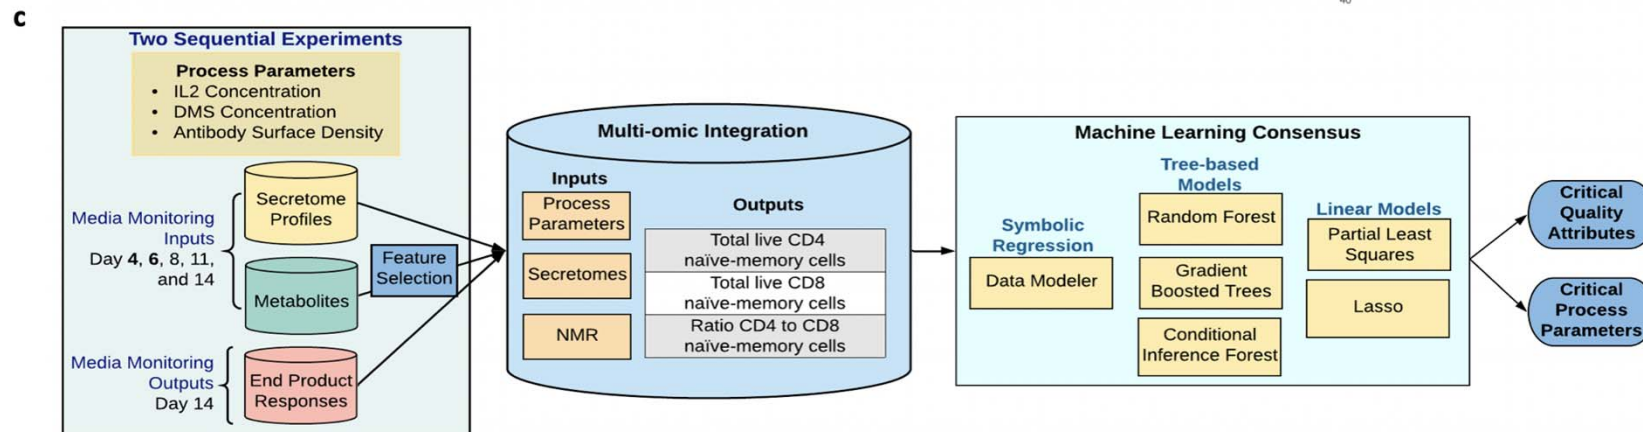 c
Two Sequential Experiments
Process Parameters
• IL2 Concentration
• DMS Concentration
• Antibody Surface Density
Secretome
Profiles
Media Monitoring
Inputs
Day 4, 6, 8, 11,
and 14
Feature
Selection
Metabolites
Media Monitoring
Outputs
Day 14
End Product
Responses
Multi-omic Integration
Inputs
Process
Parameters
Secretomes
NMR
Outputs
Total live CD4
naïve-memory cells
Total live CD8
naïve-memory cells
Ratio CD4 to CD8
naïve-memory cells
Machine Learning Consensus
Symbolic
Regression
Data Modeler
Tree-based
Models
Random Forest
Gradient
Boosted Trees
Conditional
Inference Forest
Linear Models
Partial Least
Squares
Lasso
Critical
Quality
Attributes
Critical
Process
Parameters